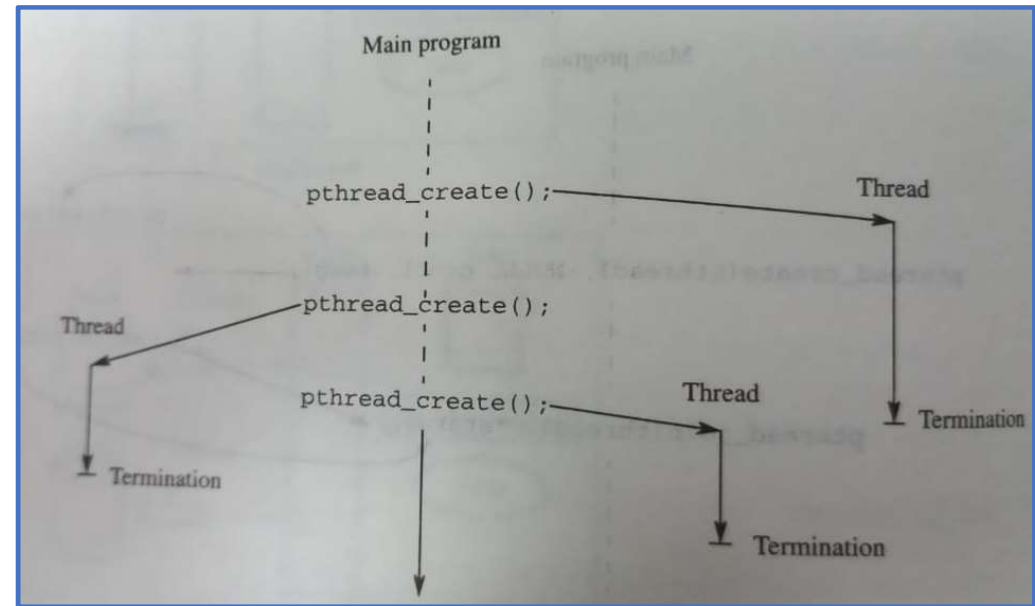 Main program
pthread_create();
Thread
pthread_create();
Thread
pthread_create();
Thread
Termination
Termination
Termination